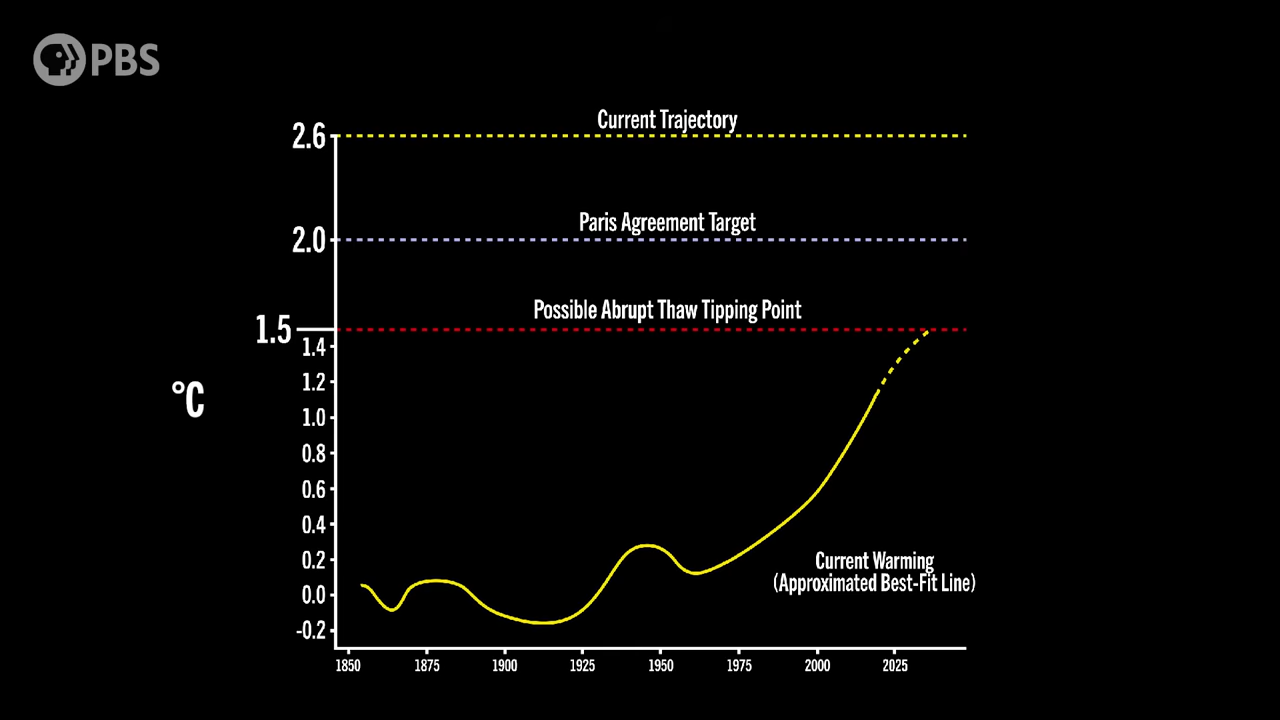 PBS
Current Trajectory
2.6
Paris Agreement Target
2.0
Possible Abrupt Thaw Tipping Point
1.5
1.4
1.2
°C
1.0
0.8
0.6
0.4
0.2
0.0
-0.2
Current Warming
(Approximated Best-Fit Line)
1850 1875 1900 1925 1950 1975 2000 2025